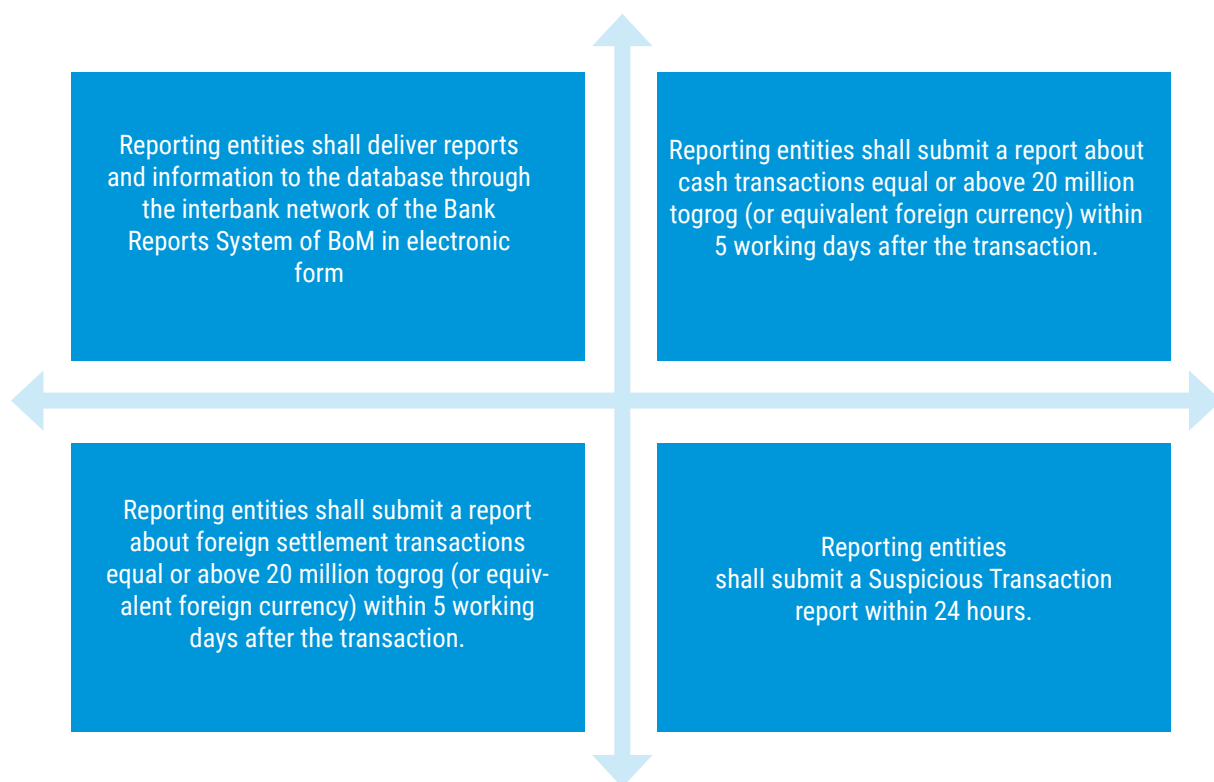 Reporting entities shall deliver reports
and information to the database through
the interbank network of the Bank
Reports System of BoM in electronic
form
Reporting entities shall submit a report about
cash transactions equal or above 20 million
togrog (or equivalent foreign currency) within
5 working days after the transaction.
Reporting entities shall submit a report
about foreign settlement transactions
equal or above 20 million togrog (or equiv-
alent foreign currency) within 5 working
days after the transaction.
Reporting entities
shall submit a Suspicious Transaction
report within 24 hours.